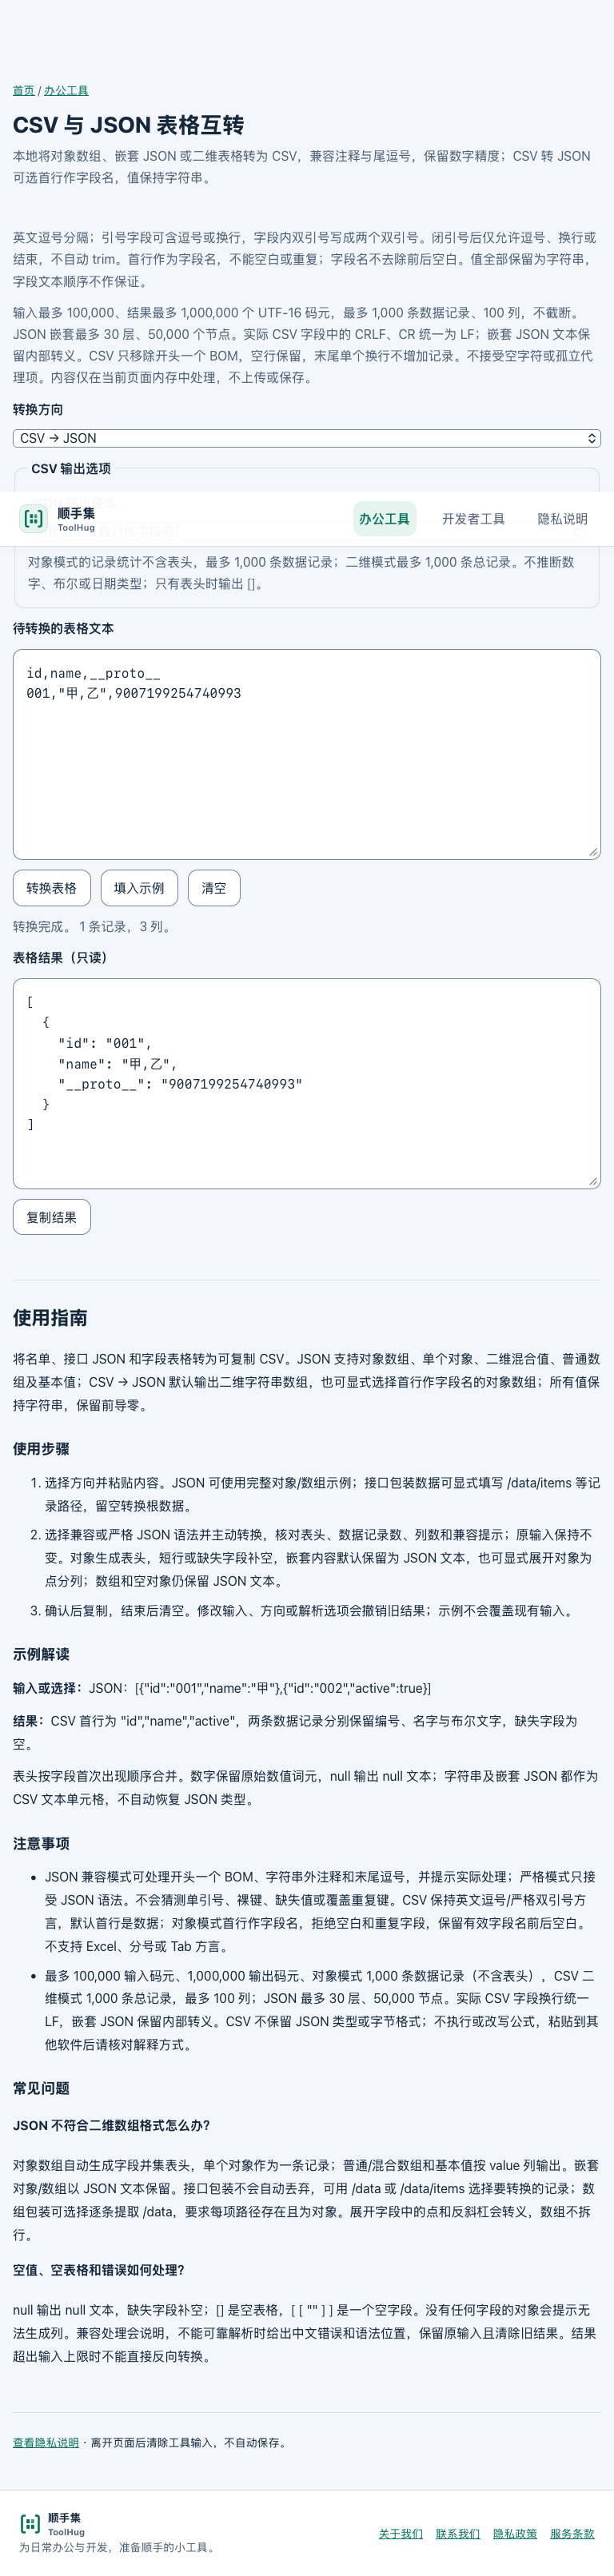 首页 / 办公工具
CSV 与 JSON 表格互转
本地将对象数组、嵌套 JSON 或二维表格转为 CSV，兼容注释与尾逗号，保留数字精度；CSV 转 JSON
可选首行作字段名，值保持字符串。
英文逗号分隔；引号字段可含逗号或换行，字段内双引号写成两个双引号。闭引号后仅允许逗号、换行或
结束，不自动 trim。首行作为字段名，不能空白或重复；字段名不去除前后空白。值全部保留为字符串，
字段文本顺序不作保证。
输入最多 100,000、结果最多 1,000,000 个 UTF-16 码元，最多 1,000 条数据记录、100 列，不截断。
JSON 嵌套最多 30 层、50,000 个节点。实际 CSV 字段中的 CRLF、CR 统一为 LF；嵌套 JSON 文本保
留内部转义。CSV 只移除开头一个 BOM，空行保留，末尾单个换行不增加记录。不接受空字符或孤立代
理项。内容仅在当前页面内存中处理，不上传或保存。
转换方向
CSV → JSON
CSV 输出选项
顺手集
ToolHug
办公工具 开发者工具 隐私说明
对象模式的记录统计不含表头，最多 1,000 条数据记录；二维模式最多 1,000 条总记录。不推断数
字、布尔或日期类型；只有表头时输出 []。
待转换的表格文本
id,name,__proto__
001,"甲,乙",9007199254740993
转换表格 填入示例 清空
转换完成。 1 条记录，3 列。
表格结果（只读）
[
  {
    "id": "001",
    "name": "甲,乙",
    "__proto__": "9007199254740993"
  }
]
复制结果
使用指南
将名单、接口 JSON 和字段表格转为可复制 CSV。JSON 支持对象数组、单个对象、二维混合值、普通数
组及基本值；CSV → JSON 默认输出二维字符串数组，也可显式选择首行作字段名的对象数组；所有值保
持字符串，保留前导零。
使用步骤
1. 选择方向并粘贴内容。JSON 可使用完整对象/数组示例；接口包装数据可显式填写 /data/items 等记
录路径，留空转换根数据。
2. 选择兼容或严格 JSON 语法并主动转换，核对表头、数据记录数、列数和兼容提示；原输入保持不
变。对象生成表头，短行或缺失字段补空，嵌套内容默认保留为 JSON 文本，也可显式展开对象为
点分列；数组和空对象仍保留 JSON 文本。
3. 确认后复制，结束后清空。修改输入、方向或解析选项会撤销旧结果；示例不会覆盖现有输入。
示例解读
输入或选择：JSON：[{"id":"001","name":"甲"},{"id":"002","active":true}]
结果：CSV 首行为 "id","name","active"，两条数据记录分别保留编号、名字与布尔文字，缺失字段为
空。
表头按字段首次出现顺序合并。数字保留原始数值词元，null 输出 null 文本；字符串及嵌套 JSON 都作为
CSV 文本单元格，不自动恢复 JSON 类型。
注意事项
• JSON 兼容模式可处理开头一个 BOM、字符串外注释和末尾逗号，并提示实际处理；严格模式只接
受 JSON 语法。不会猜测单引号、裸键、缺失值或覆盖重复键。CSV 保持英文逗号/严格双引号方
言，默认首行是数据；对象模式首行作字段名，拒绝空白和重复字段，保留有效字段名前后空白。
不支持 Excel、分号或 Tab 方言。
• 最多 100,000 输入码元、1,000,000 输出码元、对象模式 1,000 条数据记录（不含表头），CSV 二
维模式 1,000 条总记录，最多 100 列；JSON 最多 30 层、50,000 节点。实际 CSV 字段换行统一
LF，嵌套 JSON 保留内部转义。CSV 不保留 JSON 类型或字节格式；不执行或改写公式，粘贴到其
他软件后请核对解释方式。
常见问题
JSON 不符合二维数组格式怎么办？
对象数组自动生成字段并集表头，单个对象作为一条记录；普通/混合数组和基本值按 value 列输出。嵌套
对象/数组以 JSON 文本保留。接口包装不会自动丢弃，可用 /data 或 /data/items 选择要转换的记录；数
组包装可选择逐条提取 /data，要求每项路径存在且为对象。展开字段中的点和反斜杠会转义，数组不拆
行。
空值、空表格和错误如何处理？
null 输出 null 文本，缺失字段补空；[] 是空表格，[ [ "" ] ] 是一个空字段。没有任何字段的对象会提示无
法生成列。兼容处理会说明，不能可靠解析时给出中文错误和语法位置，保留原输入且清除旧结果。结果
超出输入上限时不能直接反向转换。
查看隐私说明 · 离开页面后清除工具输入，不自动保存。
顺手集
ToolHug
为日常办公与开发，准备顺手的小工具。
关于我们 联系我们 隐私政策 服务条款